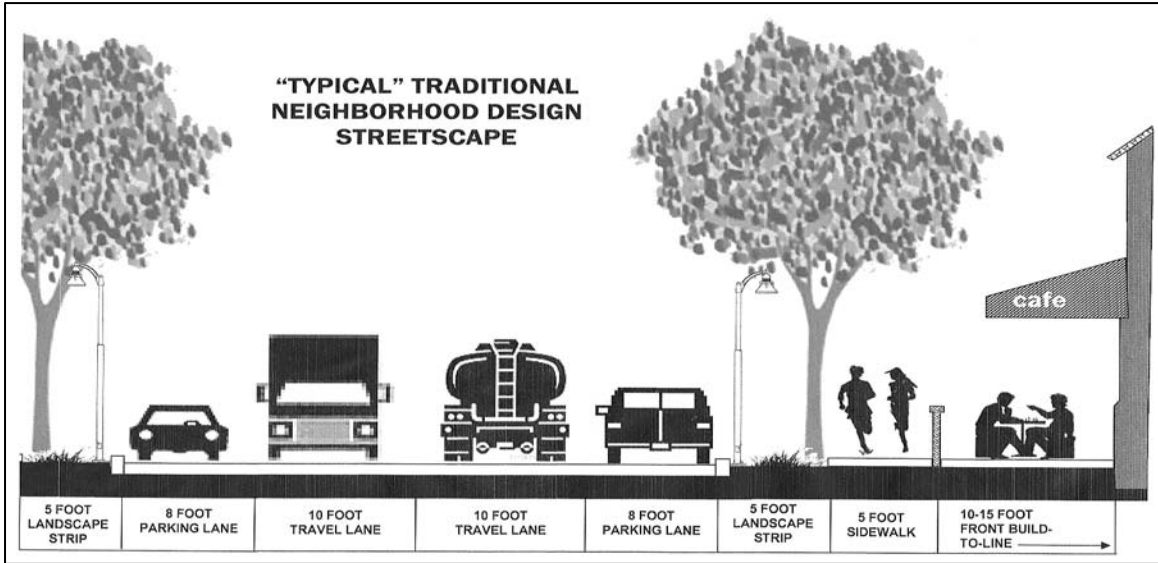 “TYPICAL” TRADITIONAL
NEIGHBORHOOD DESIGN
STREETSCAPE
cafe
5 FOOT
LANDSCAPE
STRIP
8 FOOT
PARKING LANE
10 FOOT
TRAVEL LANE
10 FOOT
TRAVEL LANE
8 FOOT
PARKING LANE
5 FOOT
LANDSCAPE
STRIP
5 FOOT
SIDEWALK
10-15 FOOT
FRONT BUILD-
TO-LINE